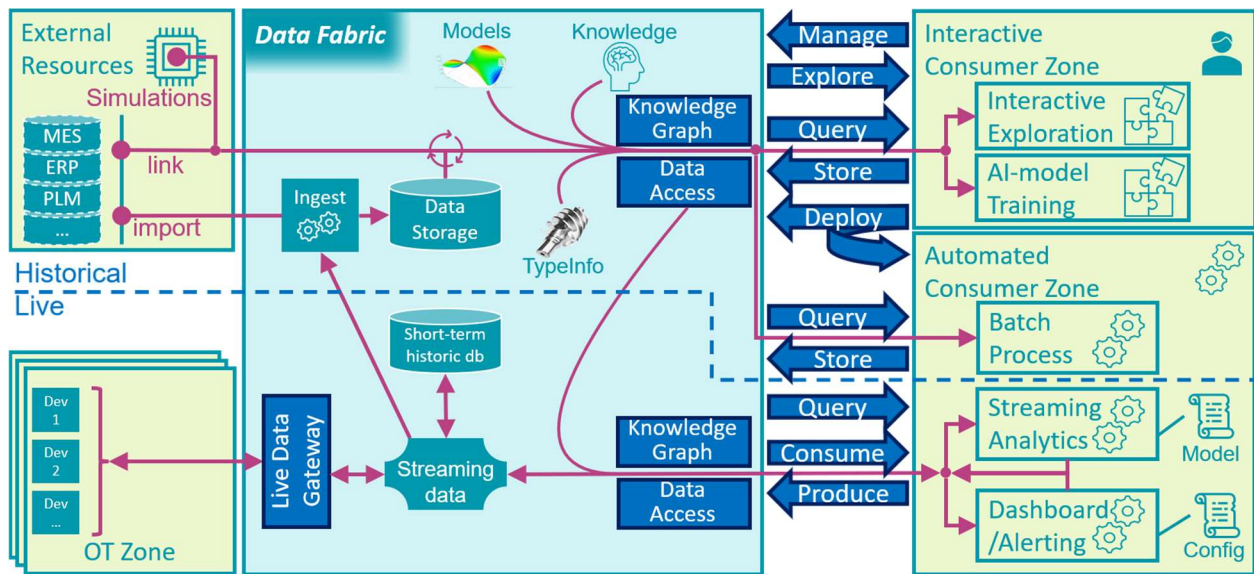 External
Resources
Simulations
MES
ERP
PLM
...
link
import
Historical
Live
Dev
1
Dev
2
Dev
...
OT Zone
Data Fabric
Models
Knowledge
Knowledge
Graph
Data
Access
Ingest
Data
Storage
TypeInfo
Short-term
historic db
Live Data
Gateway
Streaming
data
Knowledge
Graph
Data
Access
Manage
Explore
Query
Store
Deploy
Query
Store
Query
Consume
Produce
Interactive
Consumer Zone
Interactive
Exploration
AI-model
Training
Automated
Consumer Zone
Batch
Process
Streaming
Analytics
Model
Dashboard
/Alerting
Config